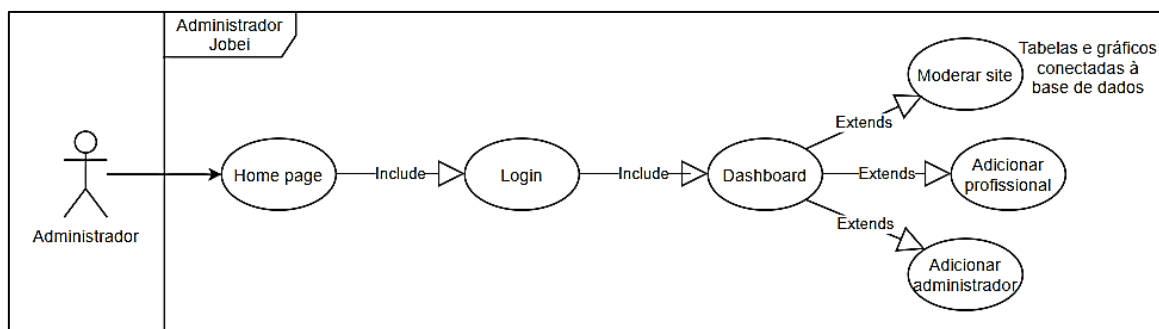 Administrador
Jobei
Administrador
Home page
Include
Login
Include
Dashboard
Extends
Moderar site
Tabelas e gráficos
conectadas à
base de dados
Extends
Adicionar
profissional
Extends
Adicionar
administrador